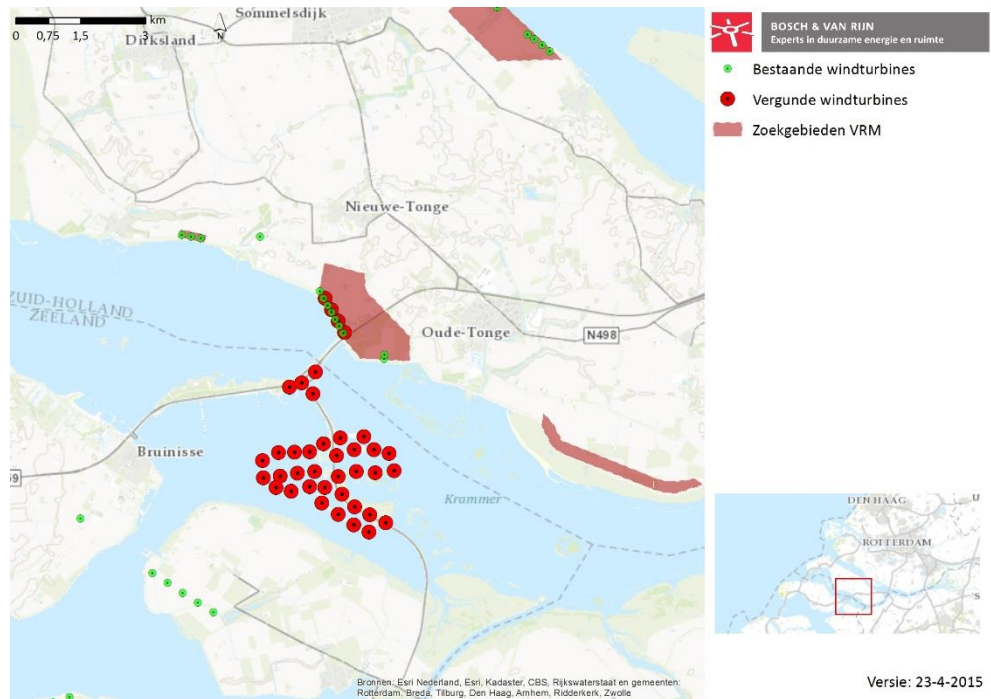 Sommelsdijk
km
0 0,75 1,5 3
N
Dirksland
Nieuwe-Tonge
ZUID-HOLLAND
ZEELAND
Oude-Tonge
N498
Bruinisse
Krammer
Bronnen: Esri Nederland, Esri, Kadaster, CBS, Rijkswaterstaat en gemeenten:
Rotterdam, Breda, Tilburg, Den Haag, Arnhem, Ridderkerk, Zwolle
BOSCH & VAN RIJN
Experts in duurzame energie en ruimte
Bestaande windturbines
Vergunde windturbines
Zoekgebieden VRM
DEN HAAG
ROTTERDAM
Versie: 23-4-2015